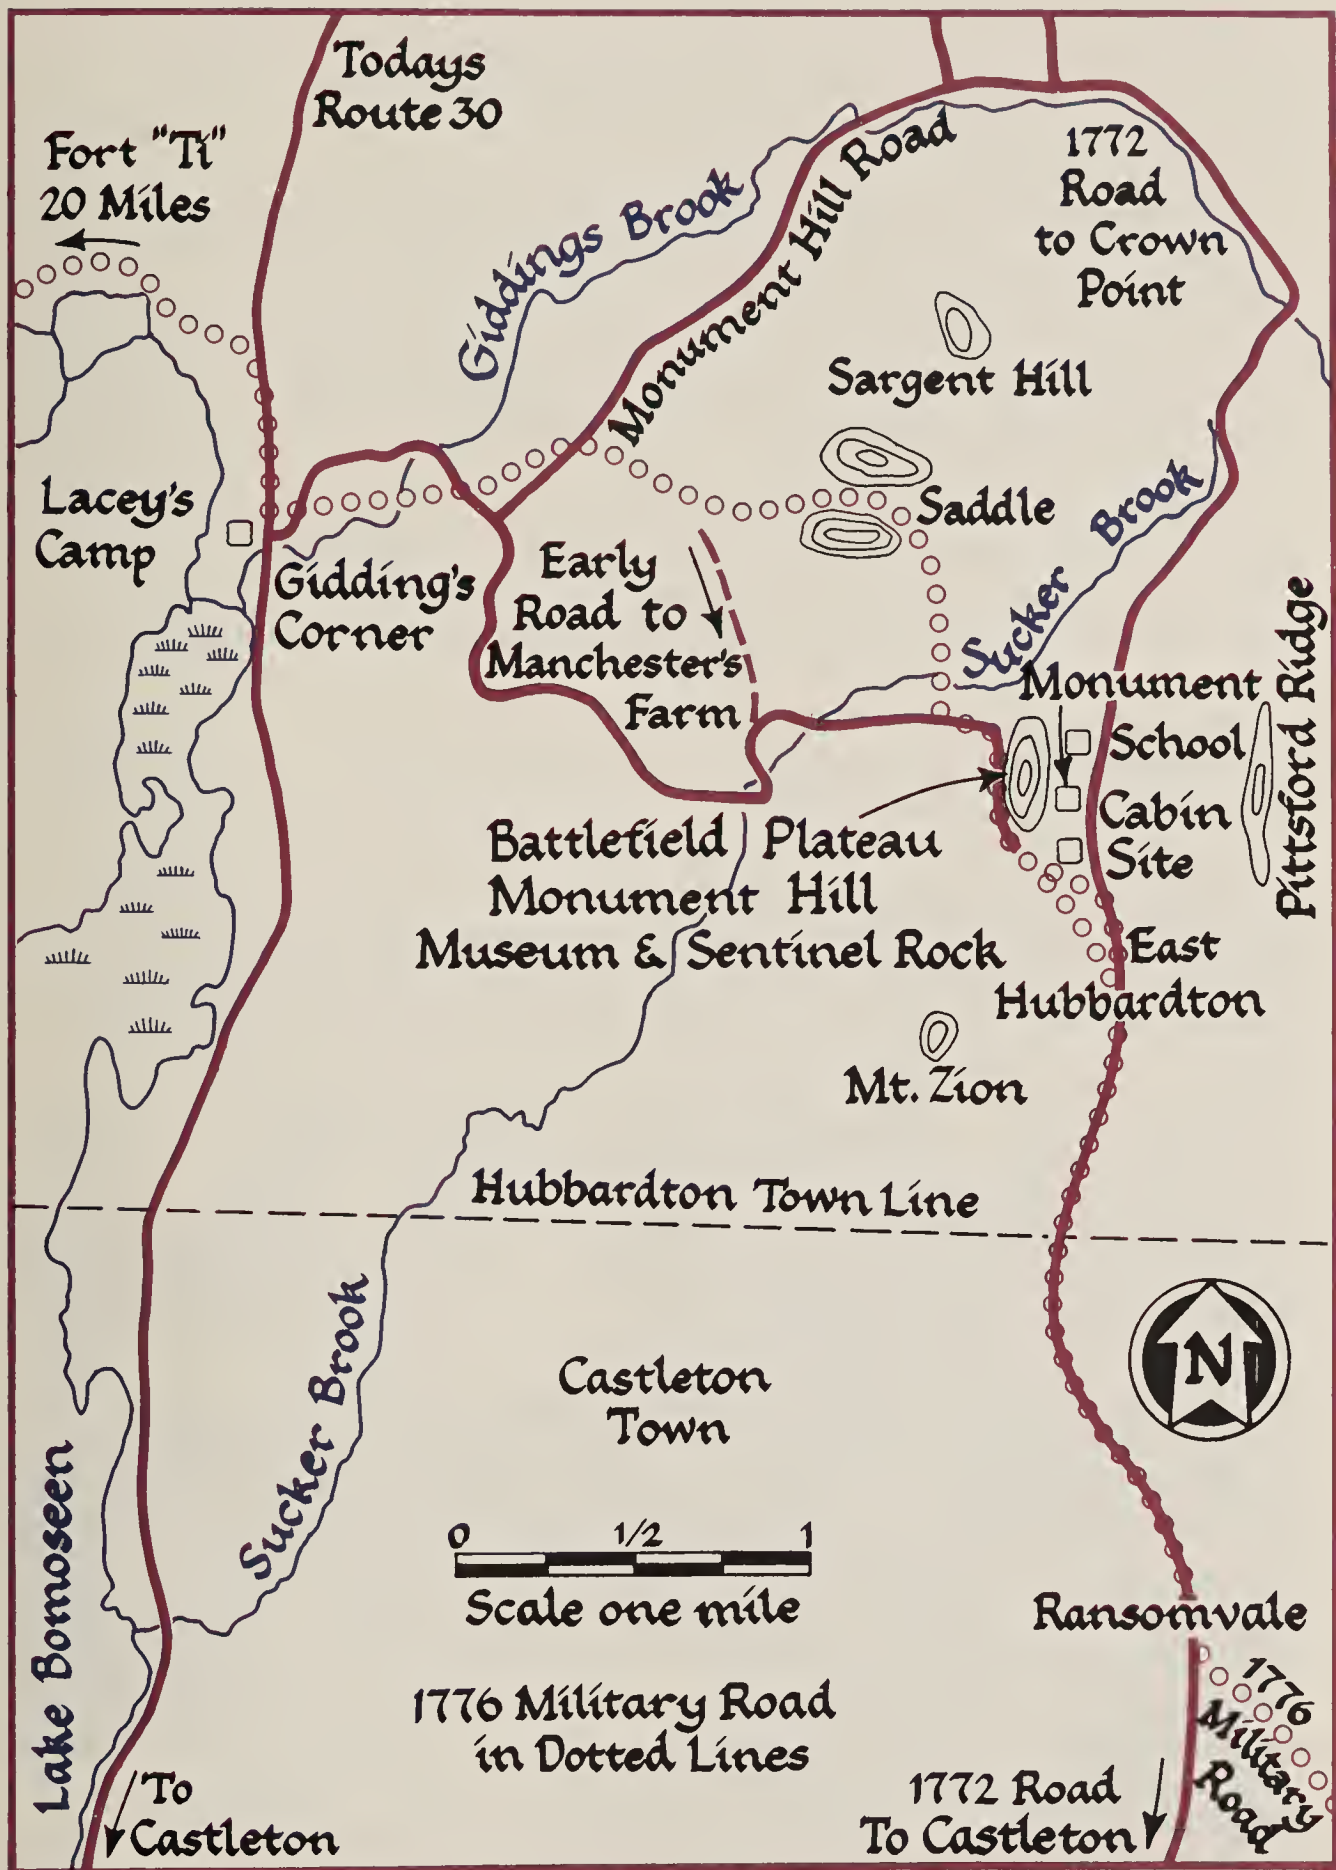 Todays
Route 30
Fort "Ti"
20 Miles
Giddings Brook
Monument Hill Road
1772
Road
to Crown
Point
Sargent Hill
Saddle
Lacey's
Camp
Gidding's
Corner
Early
Road to
Manchester's
Farm
Sucker Brook
Monument
School
Cabin
Site
Pittsford Ridge
Battlefield Plateau
Monument Hill
Museum & Sentinel Rock
East
Hubbardton
Mt. Zion
Hubbardton Town Line
N
Castleton
Town
Sucker Brook
Lake Bomoseen
0 1/2 1
Scale one mile
Ransomvale
1776 Military Road
in Dotted Lines
1776
Military
Road
To
Castleton
1772 Road
To Castleton